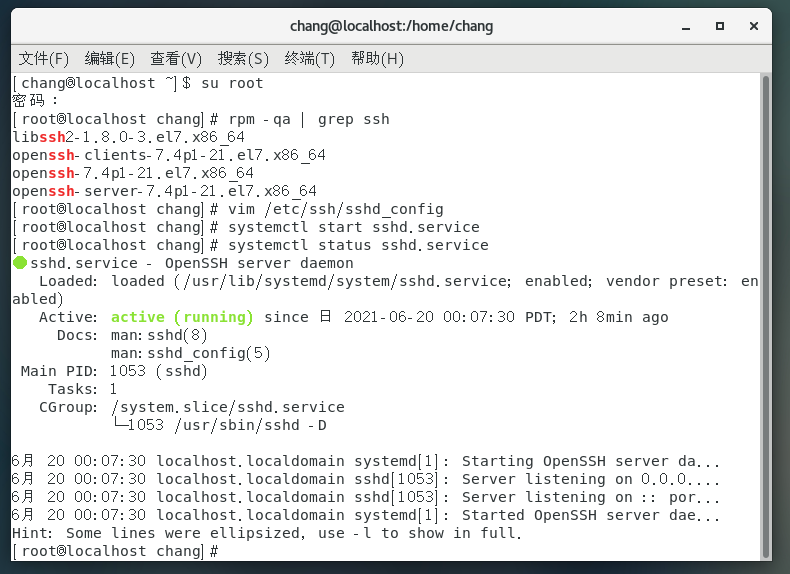 chang@localhost:/home/chang
文件(F) 编辑(E) 查看(V) 搜索(S) 终端(T) 帮助(H)
[chang@localhost ~]$ su root
密码：
[root@localhost chang]# rpm -qa | grep ssh
libssh2-1.8.0-3.el7.x86_64
openssh-clients-7.4p1-21.el7.x86_64
openssh-7.4p1-21.el7.x86_64
openssh-server-7.4p1-21.el7.x86_64
[root@localhost chang]# vim /etc/ssh/sshd_config
[root@localhost chang]# systemctl start sshd.service
[root@localhost chang]# systemctl status sshd.service
● sshd.service - OpenSSH server daemon
Loaded: loaded (/usr/lib/systemd/system/sshd.service; enabled; vendor preset: en
abled)
Active: active (running) since 日 2021-06-20 00:07:30 PDT; 2h 8min ago
Docs: man:sshd(8)
man:sshd_config(5)
Main PID: 1053 (sshd)
Tasks: 1
CGroup: /system.slice/sshd.service
└─1053 /usr/sbin/sshd -D
6月 20 00:07:30 localhost.localdomain systemd[1]: Starting OpenSSH server da...
6月 20 00:07:30 localhost.localdomain sshd[1053]: Server listening on 0.0.0....
6月 20 00:07:30 localhost.localdomain sshd[1053]: Server listening on :: por...
6月 20 00:07:30 localhost.localdomain systemd[1]: Started OpenSSH server dae...
Hint: Some lines were ellipsized, use -l to show in full.
[root@localhost chang]#